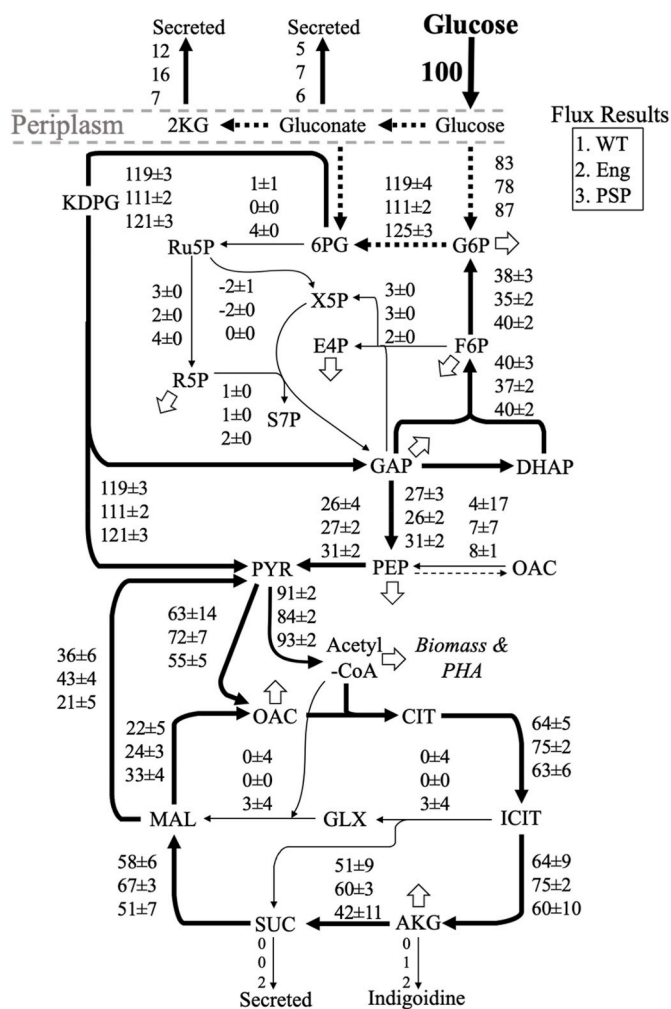 Secreted
12
16
7
Secreted
5
7
6
Glucose
100
Flux Results
1. WT
2. Eng
3. PSP
Periplasm
2KG
Gluconate
Glucose
KDPG
119±3
111±2
121±3
1±1
0±0
4±0
119±4
111±2
125±3
83
78
87
Ru5P
6PG
G6P
3±0
2±0
4±0
-2±1
-2±0
0±0
X5P
3±0
3±0
2±0
38±3
35±2
40±2
E4P
F6P
R5P
1±0
1±0
2±0
S7P
40±3
37±2
40±2
GAP
DHAP
119±3
111±2
121±3
26±4
27±2
31±2
27±3
26±2
31±2
4±17
7±7
8±1
PYR
PEP
OAC
63±14
72±7
55±5
91±2
84±2
93±2
Acetyl
-CoA
Biomass &
PHA
36±6
43±4
21±5
OAC
CIT
22±5
24±3
33±4
64±5
75±2
63±6
0±4
0±0
3±4
0±4
0±0
3±4
MAL
GLX
ICIT
58±6
67±3
51±7
51±9
60±3
42±11
64±9
75±2
60±10
SUC
AKG
0
0
2
0
1
2
Secreted
Indigoidine